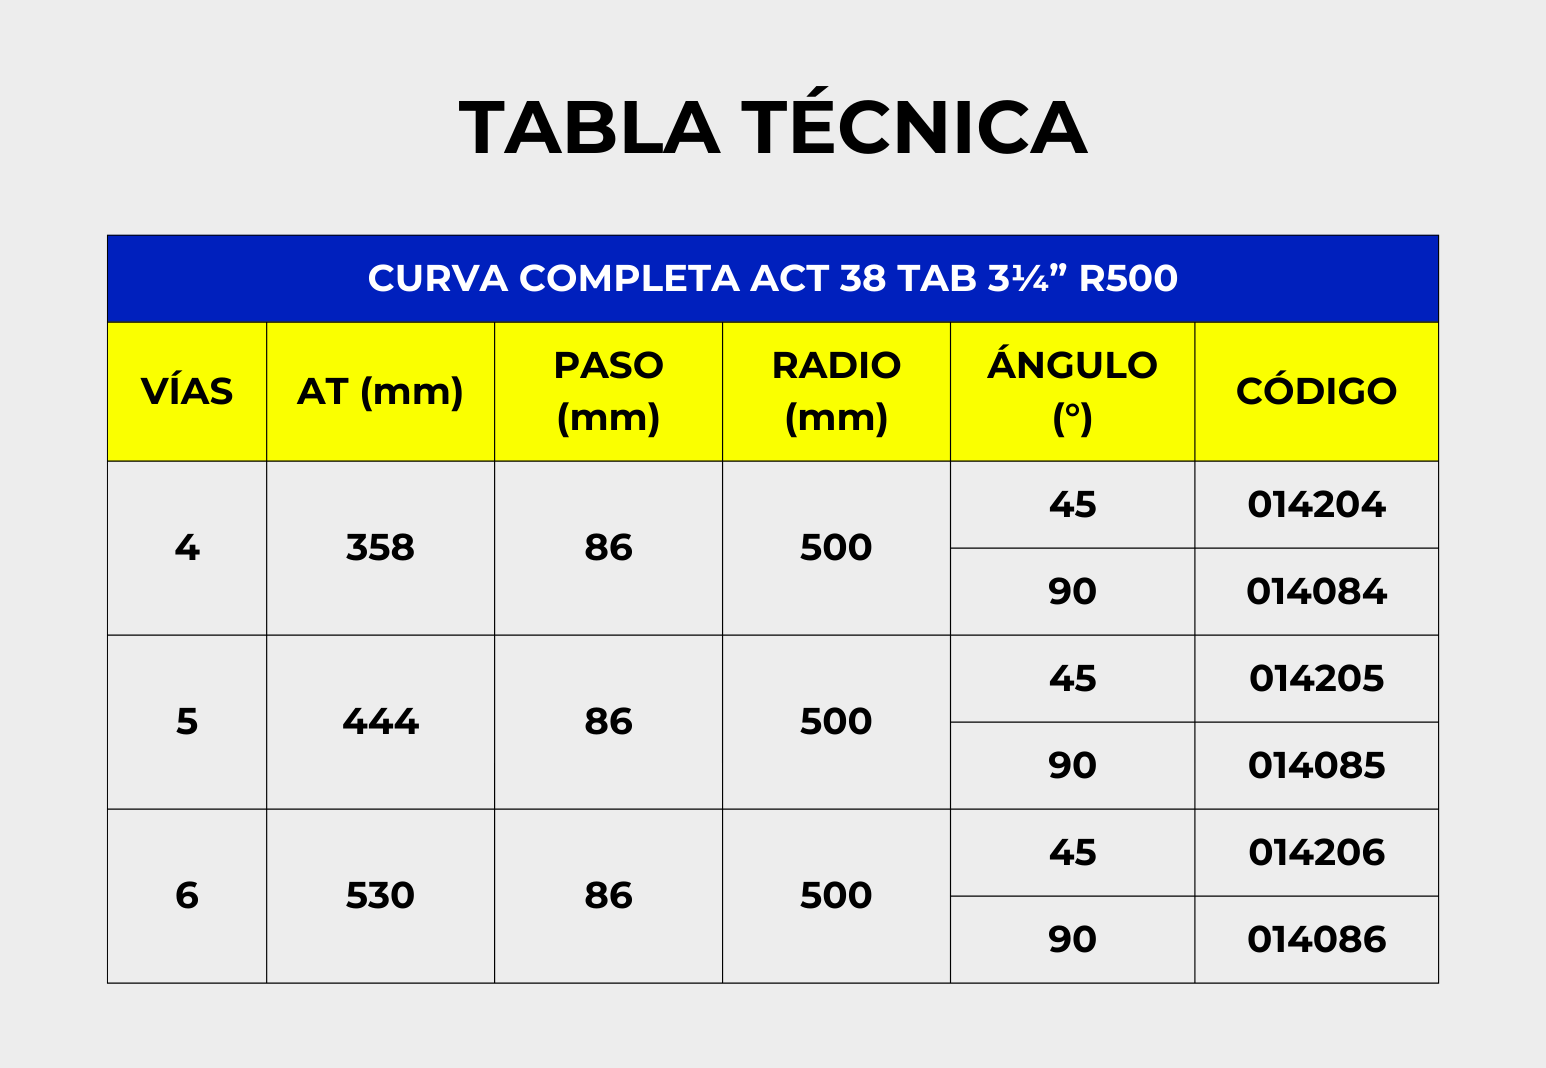 TABLA TÉCNICA
CURVA COMPLETA ACT 38 TAB 3¼” R500
VÍAS AT (mm) PASO (mm) RADIO (mm) ÁNGULO (°) CÓDIGO
4 358 86 500 45 014204
90 014084
5 444 86 500 45 014205
90 014085
6 530 86 500 45 014206
90 014086